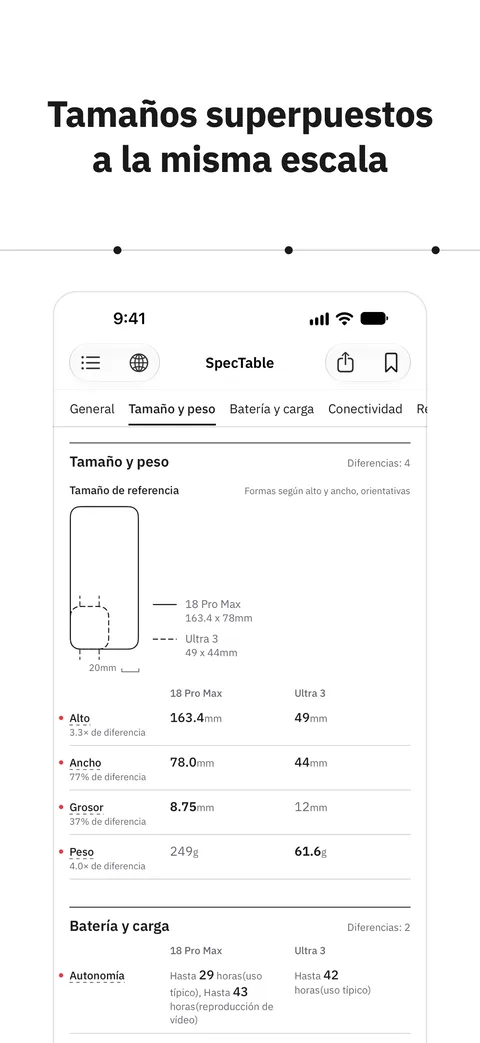 Tamaños superpuestos
a la misma escala
9:41
SpecTable
General Tamaño y peso Batería y carga Conectividad Re
Tamaño y peso Diferencias: 4
Tamaño de referencia Formas según alto y ancho, orientativas
18 Pro Max
163.4 x 78mm
Ultra 3
49 x 44mm
20mm
18 Pro Max Ultra 3
Alto 163.4mm 49mm
3.3× de diferencia
Ancho 78.0mm 44mm
77% de diferencia
Grosor 8.75mm 12mm
37% de diferencia
Peso 249g 61.6g
4.0× de diferencia
Batería y carga Diferencias: 2
18 Pro Max Ultra 3
Autonomía Hasta 29 horas(uso Hasta 42
típico), Hasta 43 horas(uso típico)
horas(reproducción de
vídeo)